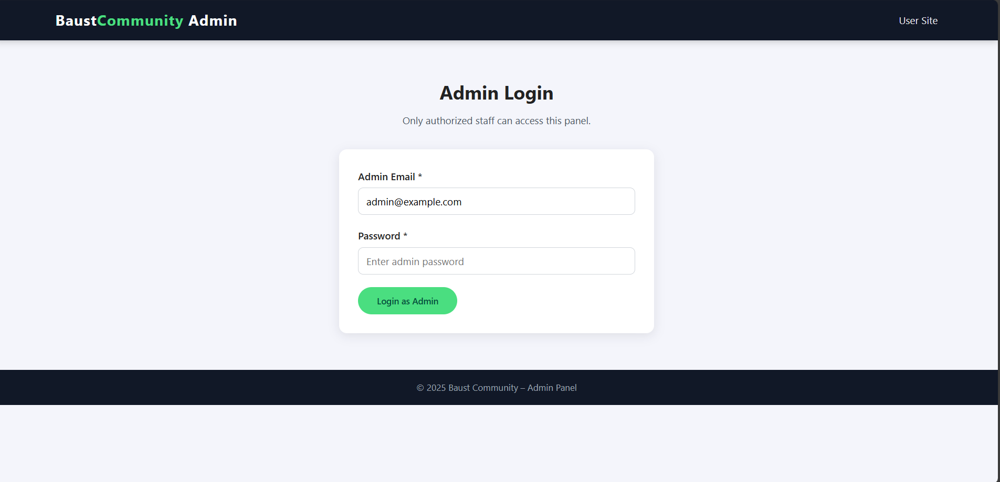 BaustCommunity Admin
User Site
Admin Login
Only authorized staff can access this panel.
Admin Email *
admin@example.com
Password *
Enter admin password
Login as Admin
© 2025 Baust Community – Admin Panel